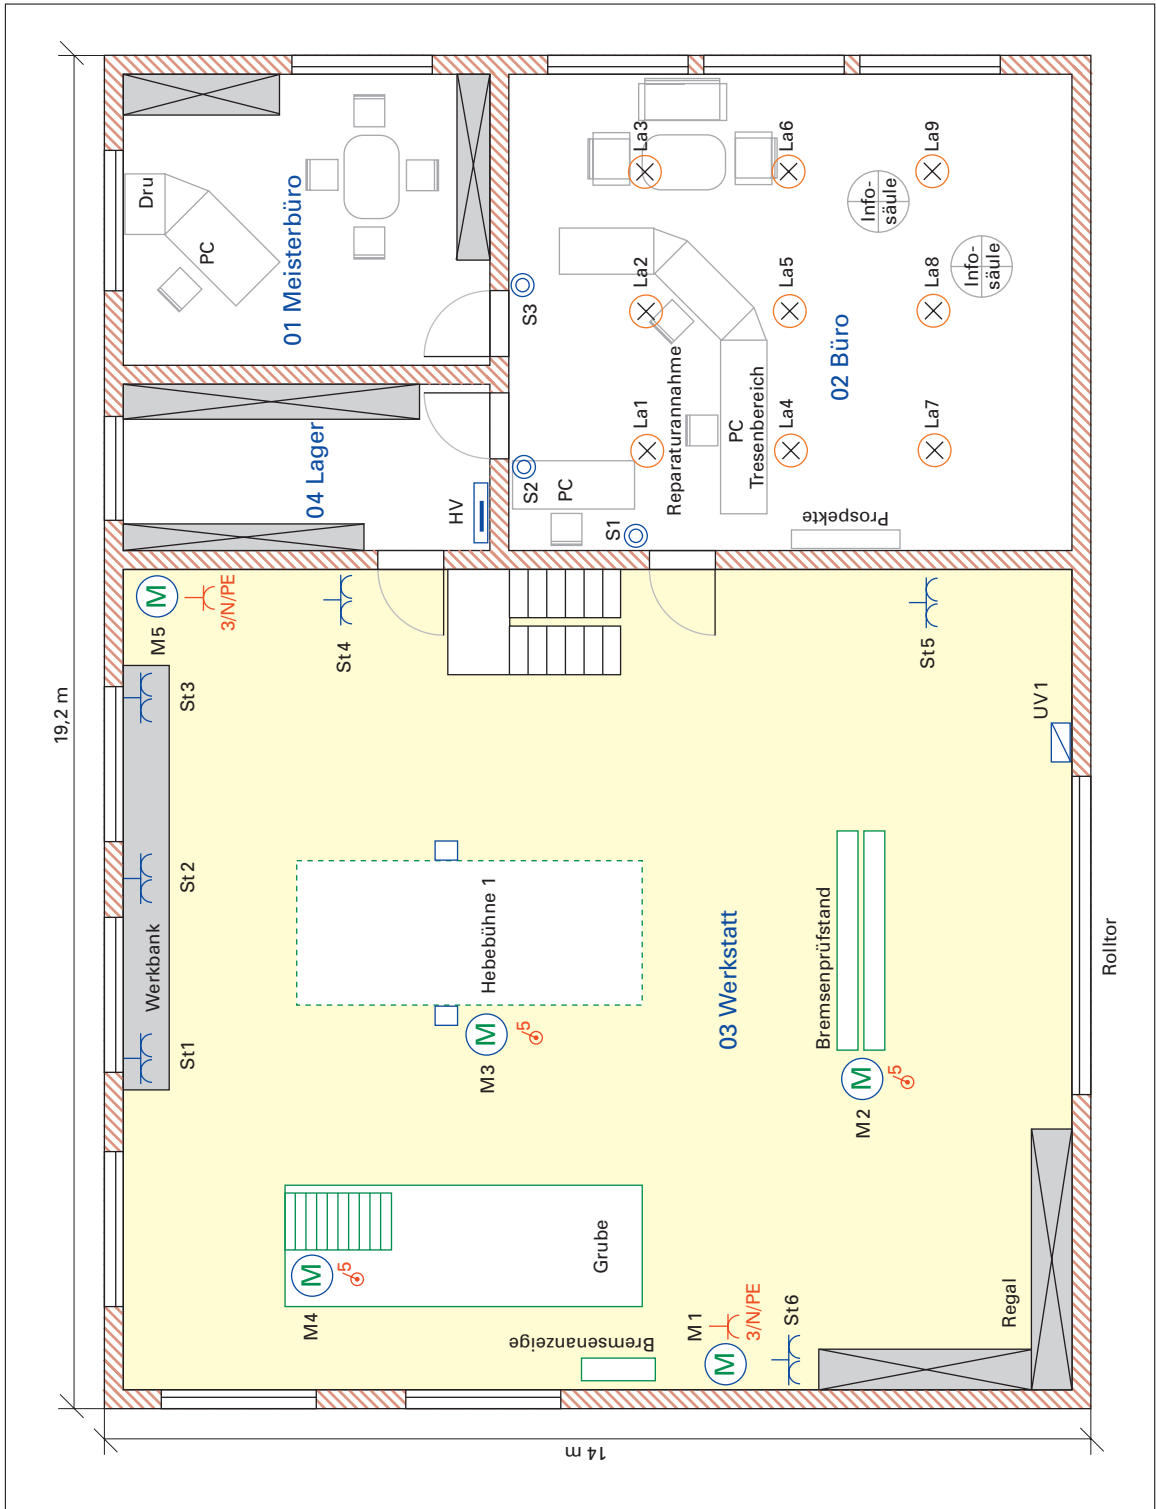 19,2 m
14 m
Dru
PC
01 Meisterbüro
04 Lager
HV
S3
S2
PC
S1
La3
La6
La9
La2
La5
La8
La1
La4
La7
Info-
säule
Info-
säule
02 Büro
Reparaturannahme
PC
Tresenbereich
Prospekte
M5
M
3/N/PE
St4
St5
St3
St2
St1
Werkbank
UV1
Hebebühne 1
M3
M
5
03 Werkstatt
Bremsenprüfstand
M2
M
5
Rolltor
M4
M
5
Grube
Bremsenanzeige
M1
M
3/N/PE
St6
Regal